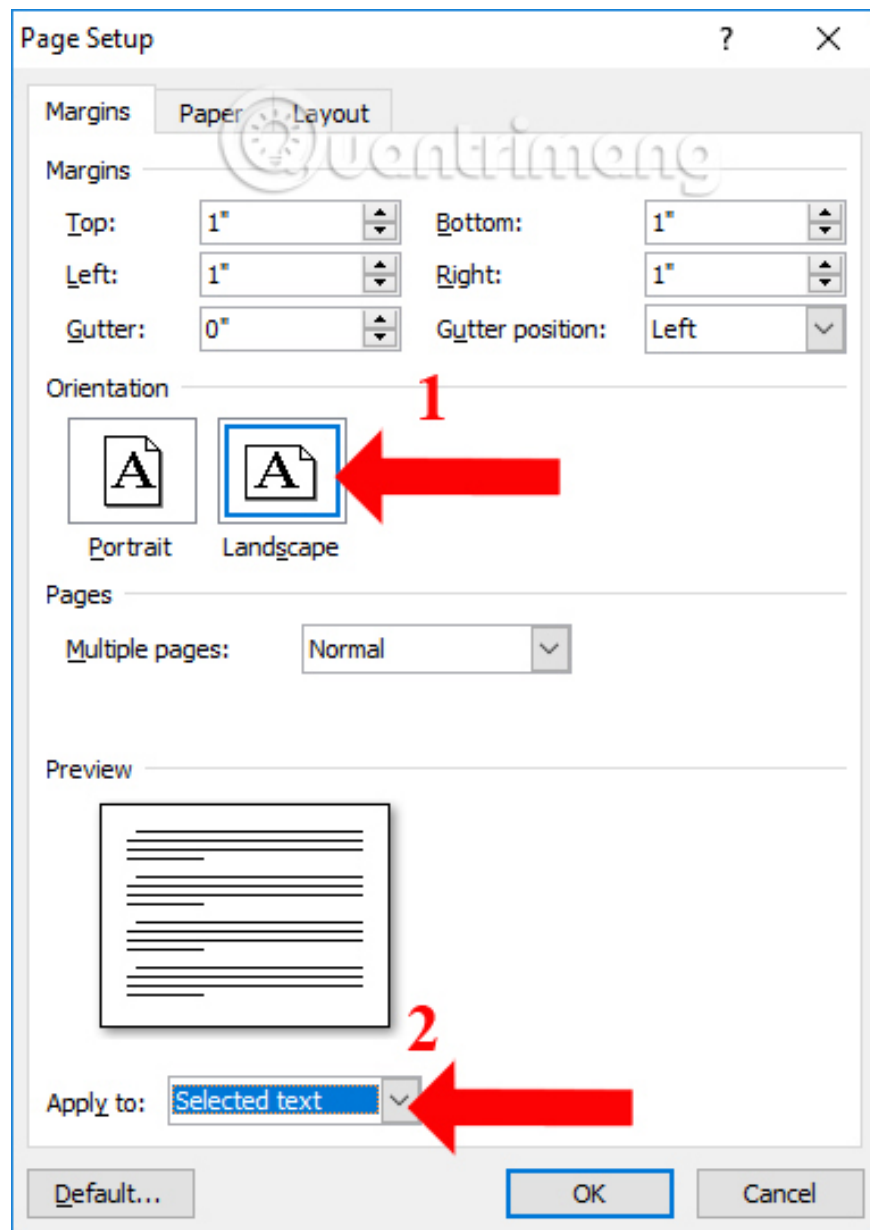 Page Setup ?
Margins Paper Layout
Quantrimang
Margins
Top: 1" Bottom: 1"
Left: 1" Right: 1"
Gutter: 0" Gutter position: Left
Orientation
1
A A
Portrait Landscape
Pages
Multiple pages: Normal
Preview
2
Apply to: Selected text
Default... OK Cancel